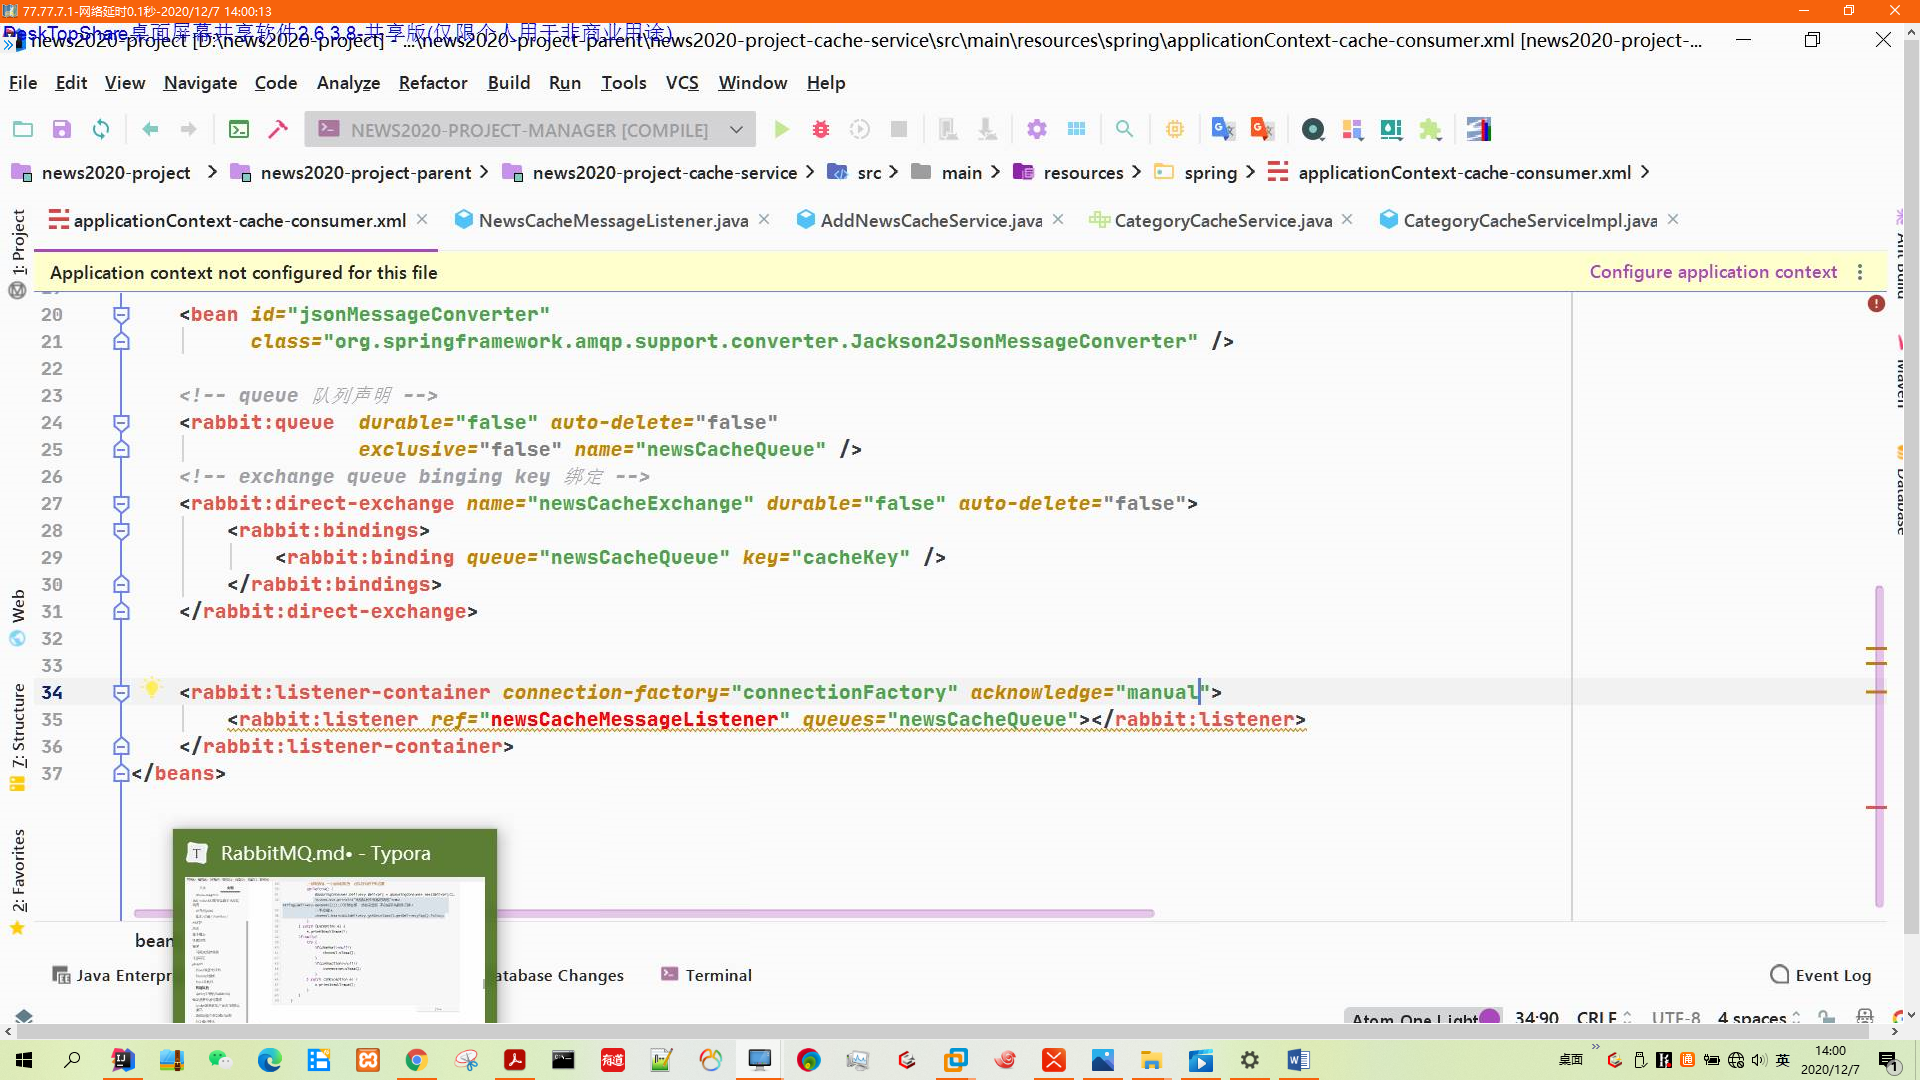 77.77.7.1-网络延时0.1秒-2020/12/7 14:00:13
DeskTopShare桌面屏幕共享软件2.6.3.8-共享版(仅限个人用于非商业用途)
news2020-project [D:\news2020-project] - ...\news2020-project-parent\news2020-project-cache-service\src\main\resources\spring\applicationContext-cache-consumer.xml [news2020-project-...
File Edit View Navigate Code Analyze Refactor Build Run Tools VCS Window Help
NEWS2020-PROJECT-MANAGER [COMPILE]
news2020-project news2020-project-parent news2020-project-cache-service src main resources spring applicationContext-cache-consumer.xml
applicationContext-cache-consumer.xml NewsCacheMessageListener.java AddNewsCacheService.java CategoryCacheService.java CategoryCacheServiceImpl.java
Application context not configured for this file Configure application context
20 <bean id="jsonMessageConverter"
21 class="org.springframework.amqp.support.converter.Jackson2JsonMessageConverter" />
22
23 <!-- queue 队列声明 -->
24 <rabbit:queue durable="false" auto-delete="false"
25 exclusive="false" name="newsCacheQueue" />
26 <!-- exchange queue binging key 绑定 -->
27 <rabbit:direct-exchange name="newsCacheExchange" durable="false" auto-delete="false">
28 <rabbit:bindings>
29 <rabbit:binding queue="newsCacheQueue" key="cacheKey" />
30 </rabbit:bindings>
31 </rabbit:direct-exchange>
32
33
34 <rabbit:listener-container connection-factory="connectionFactory" acknowledge="manual">
35 <rabbit:listener ref="newsCacheMessageListener" queues="newsCacheQueue"></rabbit:listener>
36 </rabbit:listener-container>
37 </beans>
1: Project
Web
7: Structure
2: Favorites
Ant Build
Maven
Database
RabbitMQ.md• - Typora
bean
Java Enterpr atabase Changes Terminal Event Log
Atom One Light 34:90 CRLF UTF-8 4 spaces
桌面 英 14:00
2020/12/7